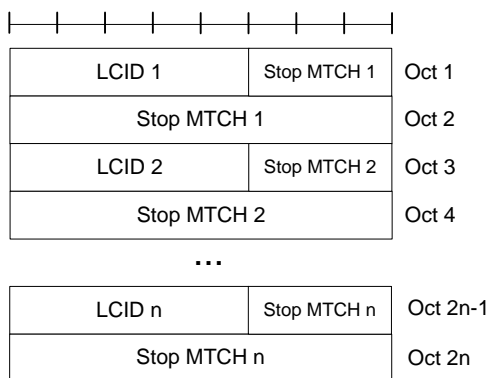 LCID 1 Stop MTCH 1 Oct 1
Stop MTCH 1 Oct 2
LCID 2 Stop MTCH 2 Oct 3
Stop MTCH 2 Oct 4
...
LCID n Stop MTCH n Oct 2n-1
Stop MTCH n Oct 2n